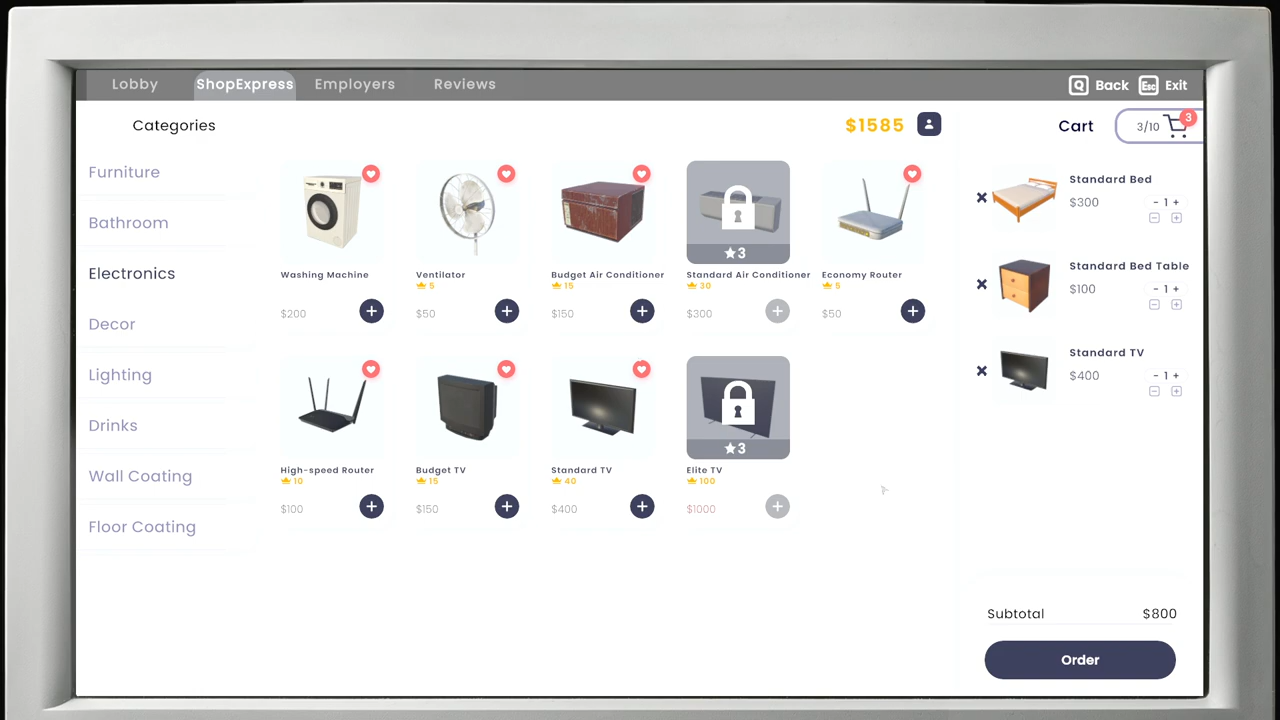 Lobby
ShopExpress
Employers
Reviews
Q Back Esc Exit
Categories
$1585
Cart
3/10
3
Furniture
Bathroom
Electronics
Decor
Lighting
Drinks
Wall Coating
Floor Coating
Washing Machine
$200
Ventilator
5
$50
Budget Air Conditioner
15
$150
3
Standard Air Conditioner
30
$300
Economy Router
5
$50
High-speed Router
10
$100
Budget TV
15
$150
Standard TV
40
$400
3
Elite TV
100
$1000
Standard Bed
$300
- 1 +
Standard Bed Table
$100
- 1 +
Standard TV
$400
- 1 +
Subtotal $800
Order